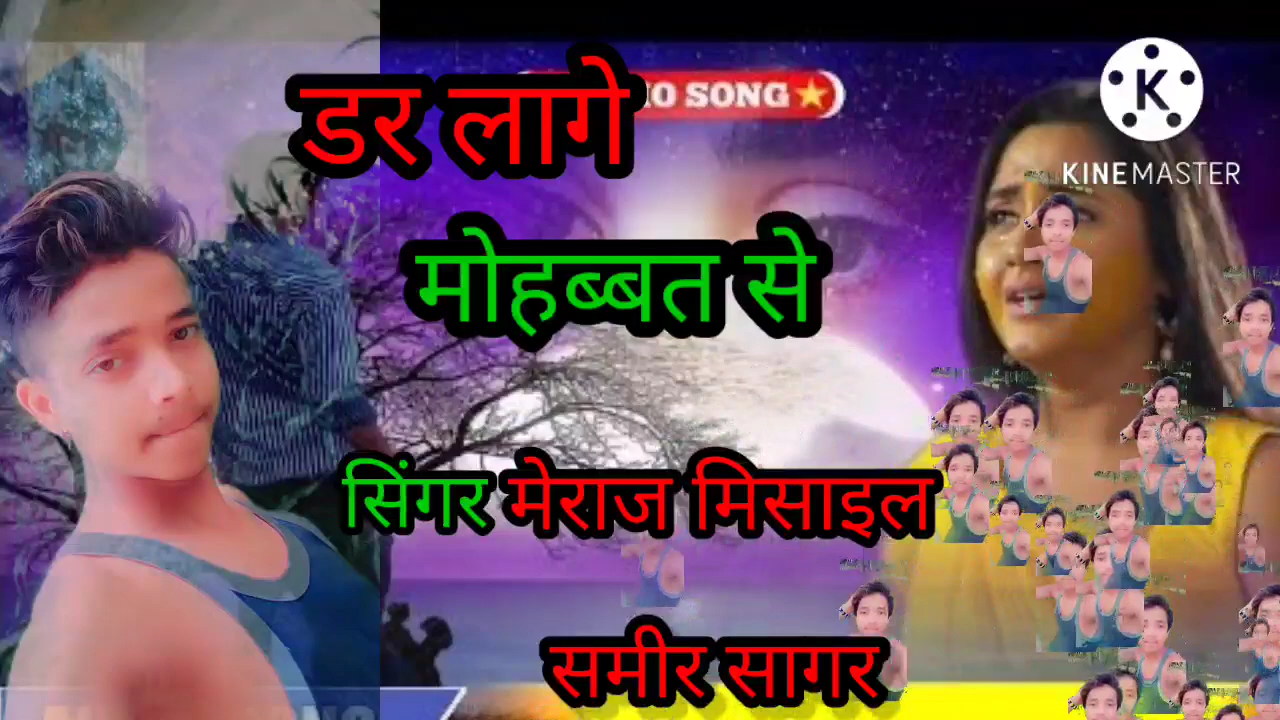 डर लागे
SONG
KINEMASTER
मोहब्बत से
सिंगर मेराज मिसाइल
समीर सागर